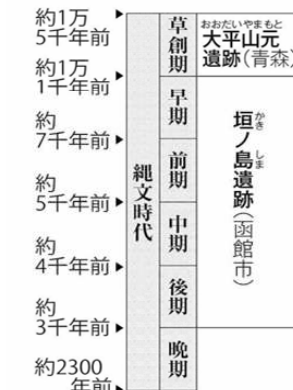 約1万
5千年前
約1万
1千年前
約
7千年前
約
5千年前
約
4千年前
約
3千年前
約2300
年前
縄文時代
草創期
早期
前期
中期
後期
晩期
おおだいやまもと
大平山元
遺跡(青森
かき しま
垣ノ島遺跡(函館市)